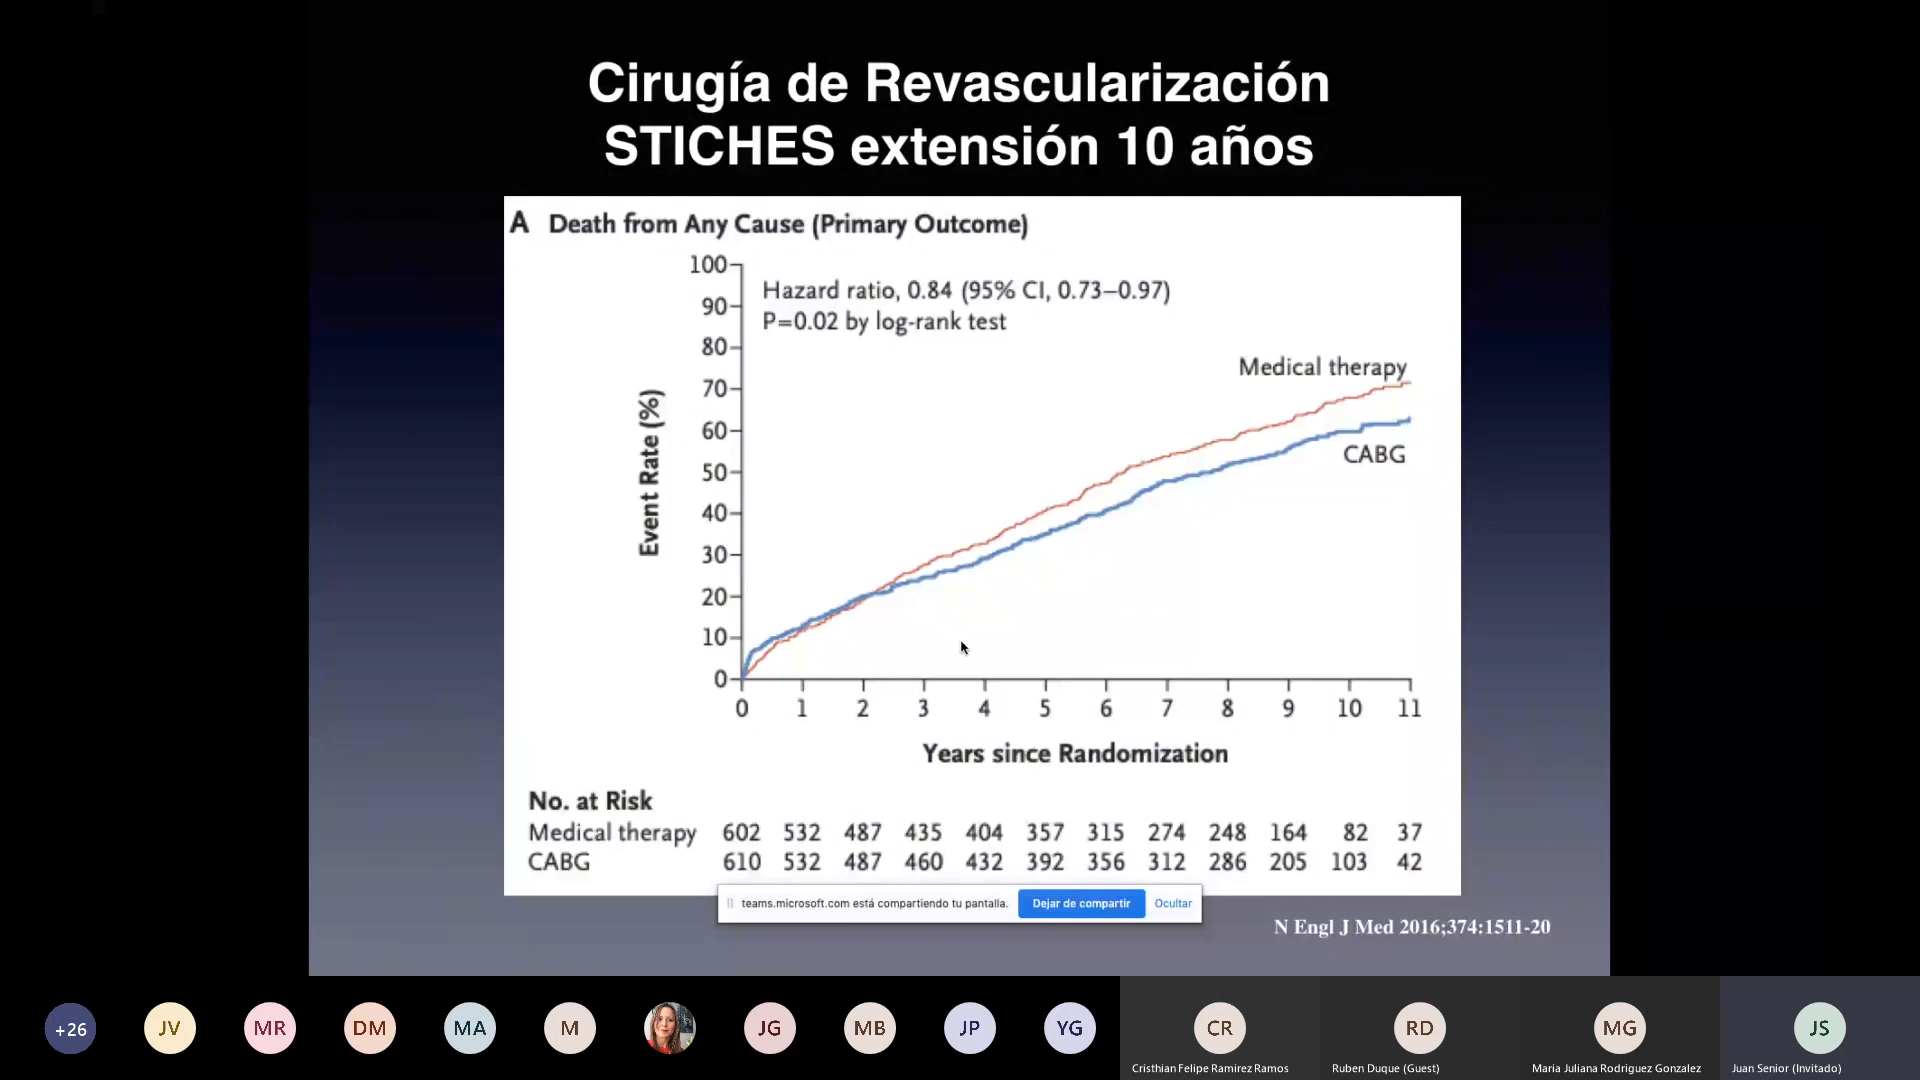 Cirugía de Revascularización
STICHES extensión 10 años
A Death from Any Cause (Primary Outcome)
100
90
80
70
60
50
40
30
20
10
0
Event Rate (%)
Hazard ratio, 0.84 (95% CI, 0.73–0.97)
P=0.02 by log-rank test
Medical therapy
CABG
0 1 2 3 4 5 6 7 8 9 10 11
Years since Randomization
No. at Risk
Medical therapy 602 532 487 435 404 357 315 274 248 164 82 37
CABG 610 532 487 460 432 392 356 312 286 205 103 42
teams.microsoft.com está compartiendo tu pantalla. Dejar de compartir Ocultar
N Engl J Med 2016;374:1511-20
+26 JV MR DM MA M JG MB JP YG CR RD MG JS
Cristhian Felipe Ramirez Ramos Ruben Duque (Guest) Maria Juliana Rodriguez Gonzalez Juan Senior (Invitado)